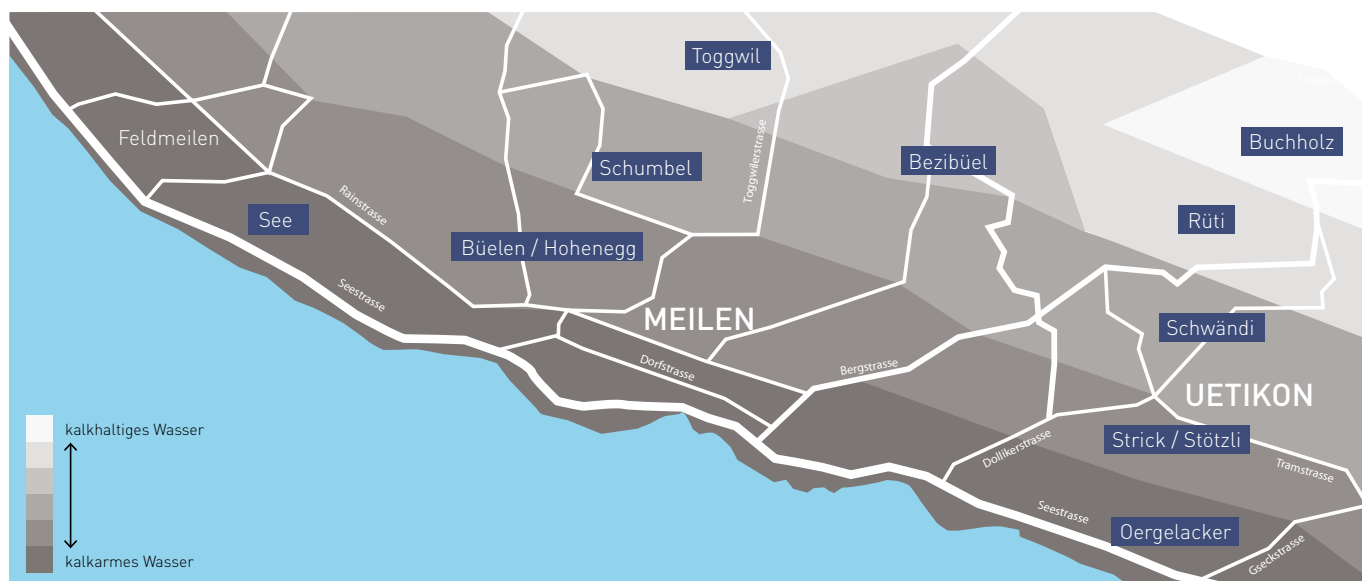 Toggwil
Feldmeilen
Toggwilerstrasse
Buchholz
Bezibüel
Schumbel
Rainstrasse
See
Rüti
Büelen / Hohenegg
Seestrasse
MEILEN
Schwändi
Dorfstrasse
Bergstrasse
UETIKON
kalkhaltiges Wasser
Dollikerstrasse
Strick / Stötzli
Tramstrasse
Seestrasse
Oergelacker
Gseckstrasse
kalkarmes Wasser